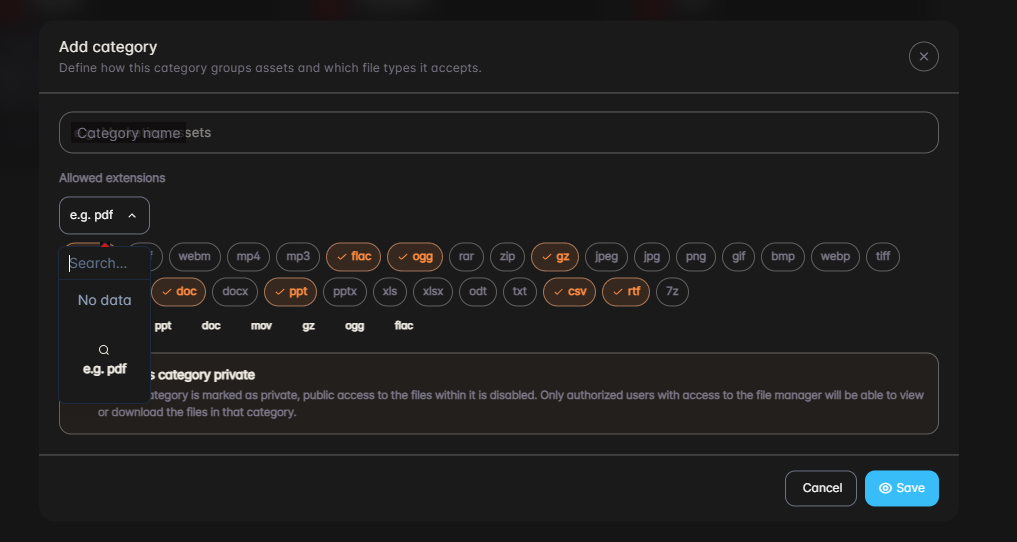 Add category
Define how this category groups assets and which file types it accepts.
Category name sets
Allowed extensions
e.g. pdf
webm mp4 mp3 flac ogg rar zip gz jpeg jpg png gif bmp webp tiff
Search...
doc docx ppt pptx xls xlsx odt txt csv rtf 7z
No data
ppt doc mov gz ogg flac
e.g. pdf
s category private
ategory is marked as private, public access to the files within it is disabled. Only authorized users with access to the file manager will be able to view
or download the files in that category.
Cancel Save